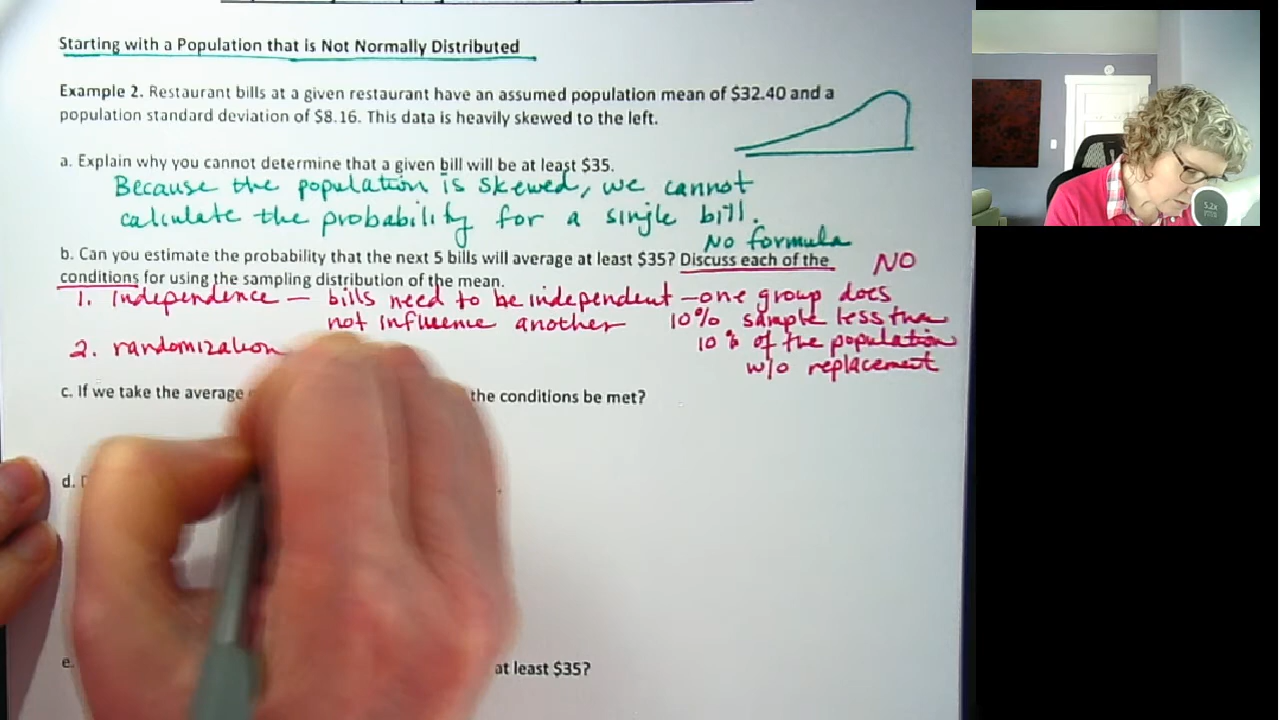 Starting with a Population that is Not Normally Distributed
Example 2. Restaurant bills at a given restaurant have an assumed population mean of $32.40 and a
population standard deviation of $8.16. This data is heavily skewed to the left.
a. Explain why you cannot determine that a given bill will be at least $35.
Because the population is skewed, we cannot
calculate the probability for a single bill.
No formula
b. Can you estimate the probability that the next 5 bills will average at least $35? Discuss each of the
NO
conditions for using the sampling distribution of the mean.
1. Independence — bills need to be independent – one group does
not influence another
10% sample less than
10% of the population
w/o replacement
2. randomization
c. If we take the average
the conditions be met?
d.
e.
at least $35?